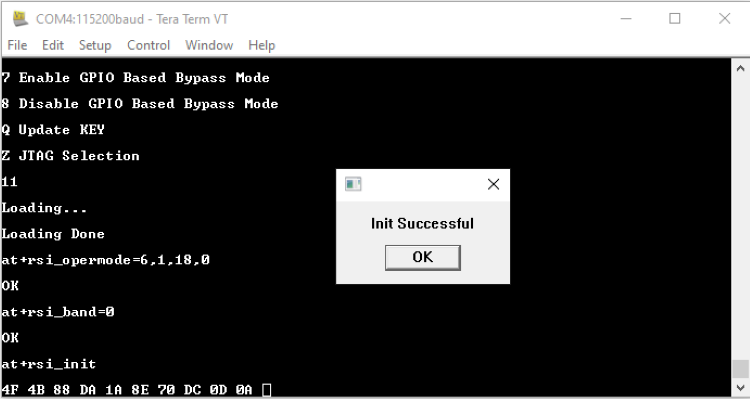 COM4:115200baud - Tera Term VT
File Edit Setup Control Window Help
7 Enable GPIO Based Bypass Mode
8 Disable GPIO Based Bypass Mode
Q Update KEY
Z JTAG Selection
11
Loading...
Loading Done
at+rsi_opermode=6,1,18,0
OK
at+rsi_band=0
OK
at+rsi_init
4F 4B 88 DA 1A 8E 70 DC 0D 0A
Init Successful
OK